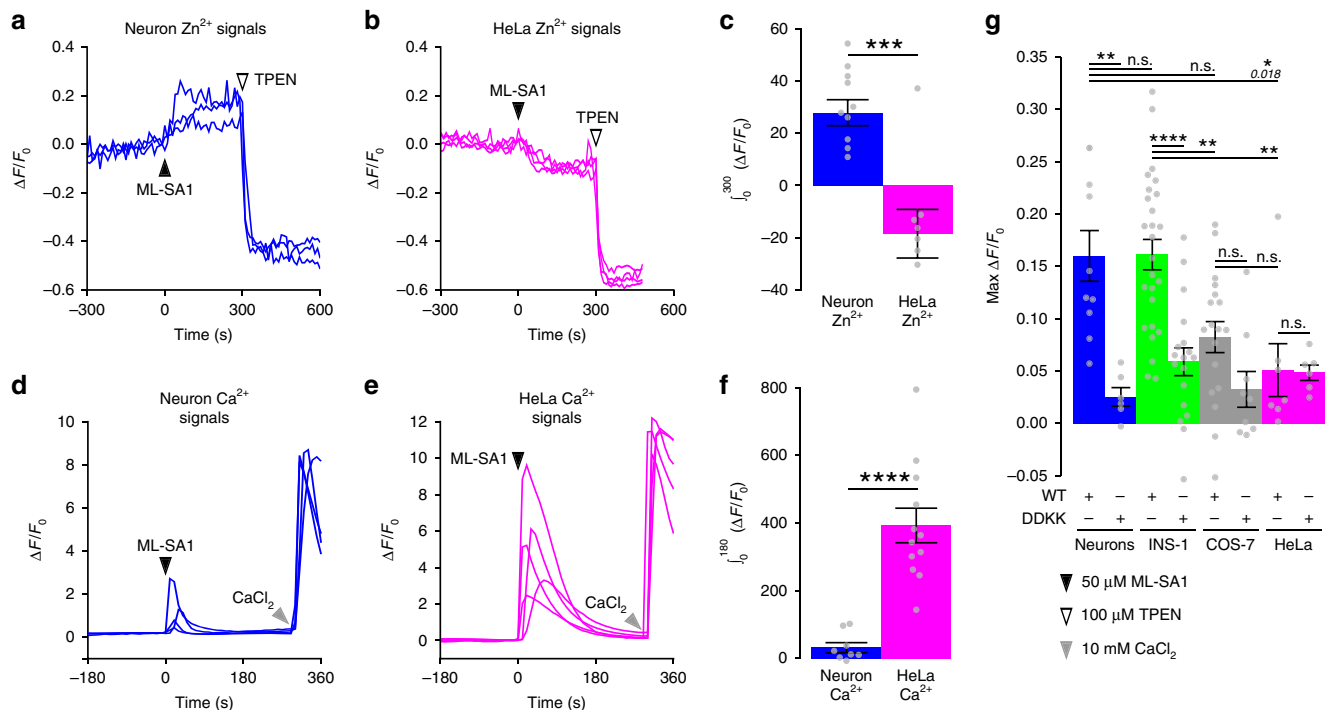 a
Neuron Zn²⁺ signals
0.4
0.2
0.0
−0.2
−0.4
−0.6
ΔF/F₀
TPEN
ML-SA1
−300
0
300
600
Time (s)
b
HeLa Zn²⁺ signals
0.4
0.2
0.0
−0.2
−0.4
−0.6
ΔF/F₀
ML-SA1
TPEN
−300
0
300
600
Time (s)
c
60
40
20
0
−20
−40
∫₀³⁰⁰ (ΔF/F₀)
***
Neuron Zn²⁺
HeLa Zn²⁺
d
Neuron Ca²⁺
signals
10
8
6
4
2
0
ΔF/F₀
ML-SA1
CaCl₂
−180
0
180
360
Time (s)
e
HeLa Ca²⁺
signals
12
10
8
6
4
2
0
ΔF/F₀
ML-SA1
CaCl₂
−180
0
180
360
Time (s)
f
800
600
400
200
0
∫₀¹⁸⁰ (ΔF/F₀)
****
Neuron Ca²⁺
HeLa Ca²⁺
g
** n.s. n.s. *
0.018
**** ** **
n.s. n.s.
n.s.
0.35
0.30
0.25
0.20
0.15
0.10
0.05
0.00
−0.05
Max ΔF/F₀
WT + − + − + − + −
DDKK − + − + − + − +
Neurons INS-1 COS-7 HeLa
50 μM ML-SA1
100 μM TPEN
10 mM CaCl₂